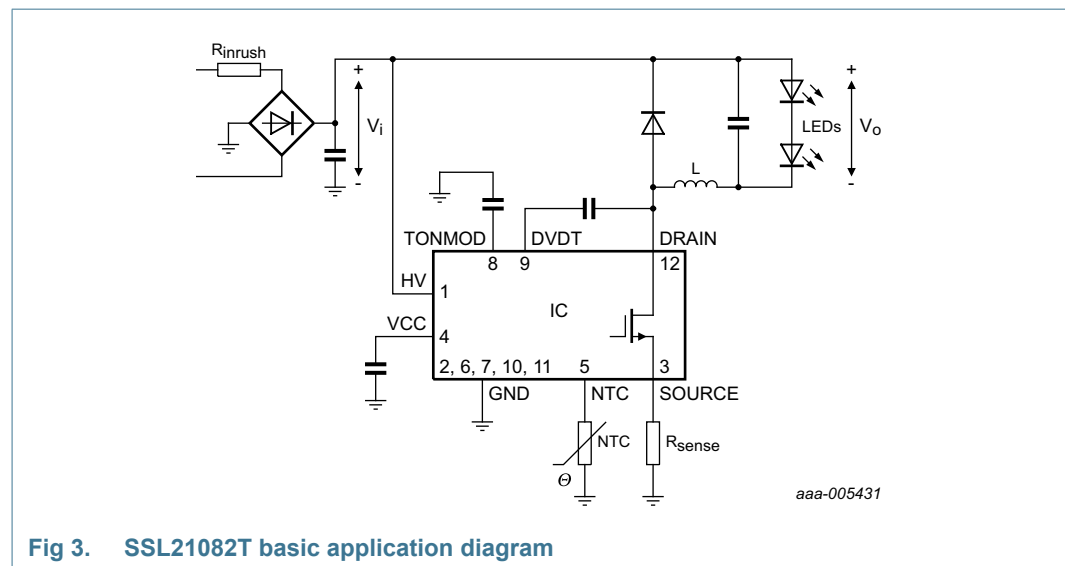 Rinrush
+
Vi
-
+
LEDs
Vo
-
L
TONMOD
DVDT
DRAIN
8
9
12
HV
1
IC
VCC
4
2, 6, 7, 10, 11
5
3
GND
NTC
SOURCE
NTC
Rsense
Θ
aaa-005431
Fig 3. SSL21082T basic application diagram